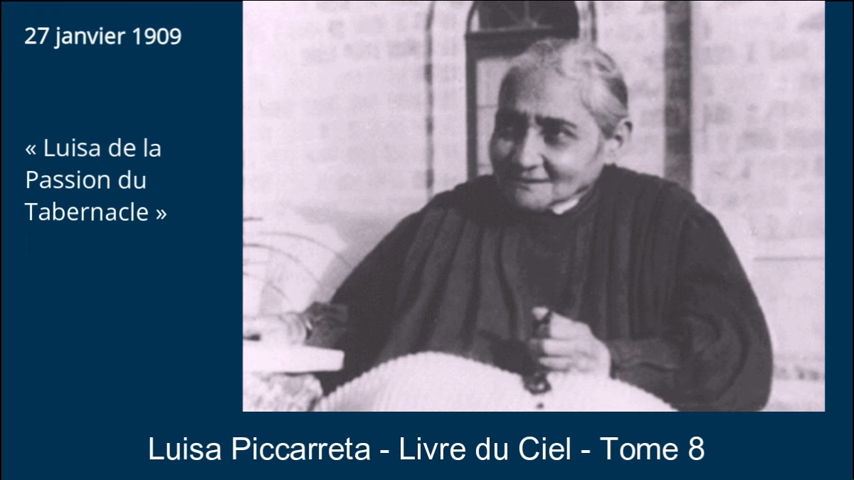 27 janvier 1909
« Luisa de la
Passion du
Tabernacle »
Luisa Piccarreta - Livre du Ciel - Tome 8